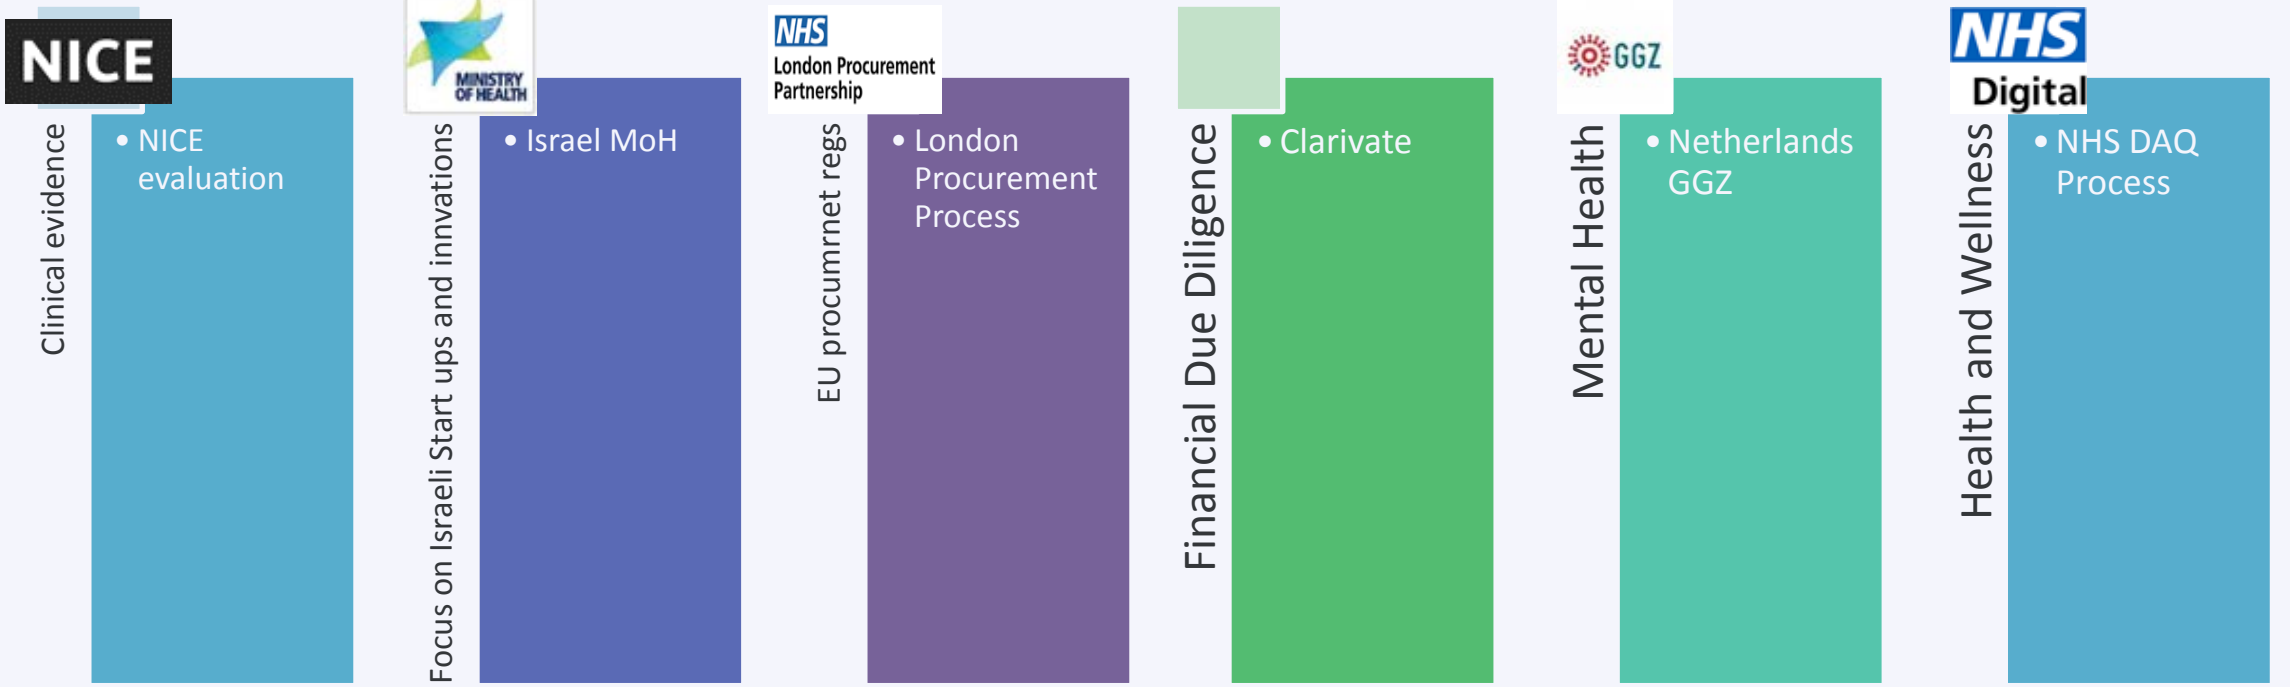 NICE
Clinical evidence
• NICE
evaluation
MINISTRY
OF HEALTH
Focus on Israeli Start ups and innvations
• Israel MoH
NHS
London Procurement
Partnership
EU procumrnet regs
• London
Procurement
Process
Financial Due Diligence
• Clarivate
GGZ
Mental Health
• Netherlands
GGZ
NHS
Digital
Health and Wellness
• NHS DAQ
Process